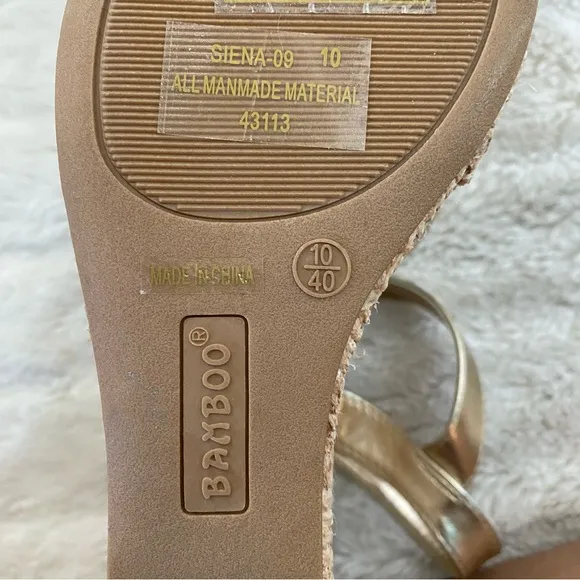 SIENA-09 10
ALL MANMADE MATERIAL
43113
MADE IN CHINA
10
40
BAMBOO®